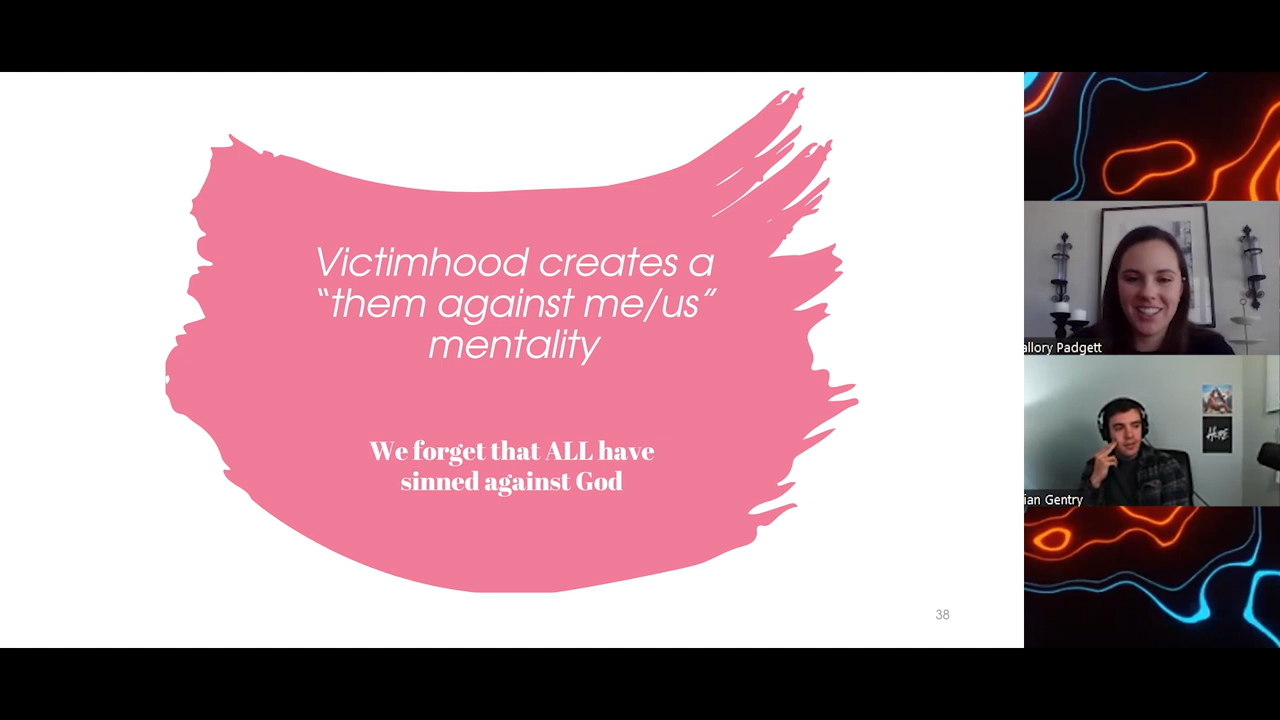 Victimhood creates a
“them against me/us”
mentality
We forget that ALL have
sinned against God
38
allory Padgett
ian Gentry
HERE